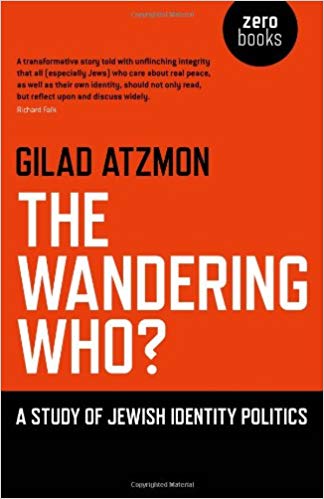 zero
books
A transformative story told with unflinching integrity
that all (especially Jews) who care about real peace,
as well as their own identity, should not only read,
but reflect upon and discuss widely.
Richard Falk
GILAD ATZMON
THE
WANDERING
WHO?
A STUDY OF JEWISH IDENTITY POLITICS
Copyrighted Material